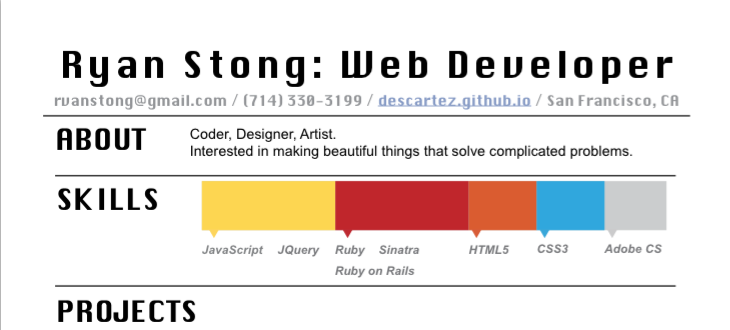 Ryan Stong: Web Developer
rvanstong@gmail.com / (714) 330-3199 / descartez.github.io / San Francisco, CA
ABOUT
Coder, Designer, Artist.
Interested in making beautiful things that solve complicated problems.
SKILLS
JavaScript JQuery Ruby Sinatra HTML5 CSS3 Adobe CS
Ruby on Rails
PROJECTS